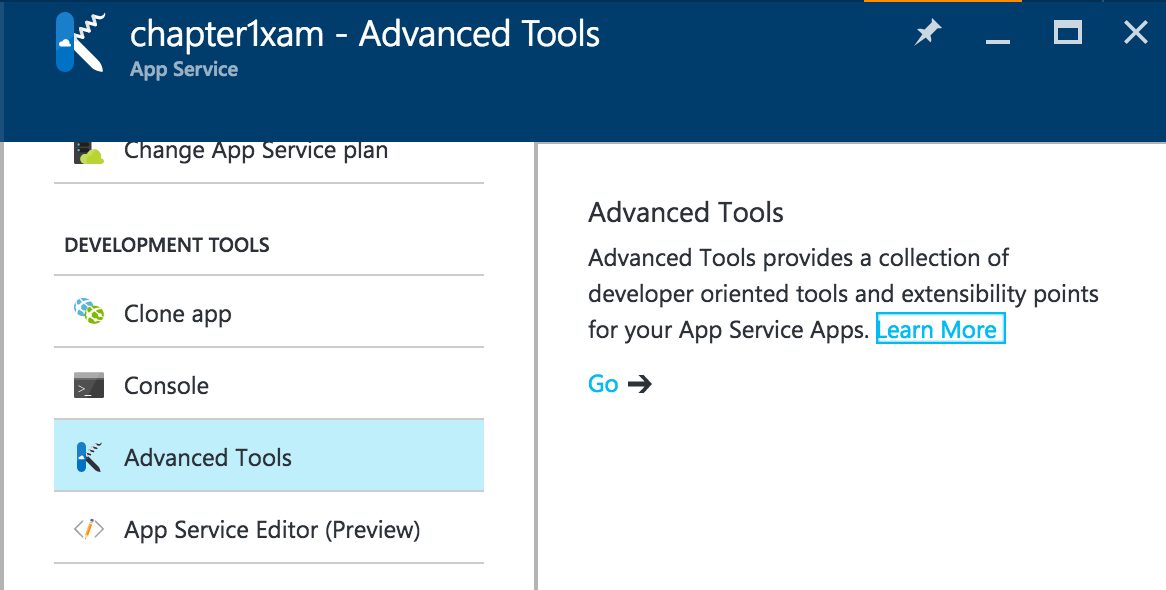 chapter1xam - Advanced Tools
App Service
Change App Service plan
DEVELOPMENT TOOLS
Clone app
Console
Advanced Tools
App Service Editor (Preview)
Advanced Tools
Advanced Tools provides a collection of
developer oriented tools and extensibility points
for your App Service Apps. Learn More
Go